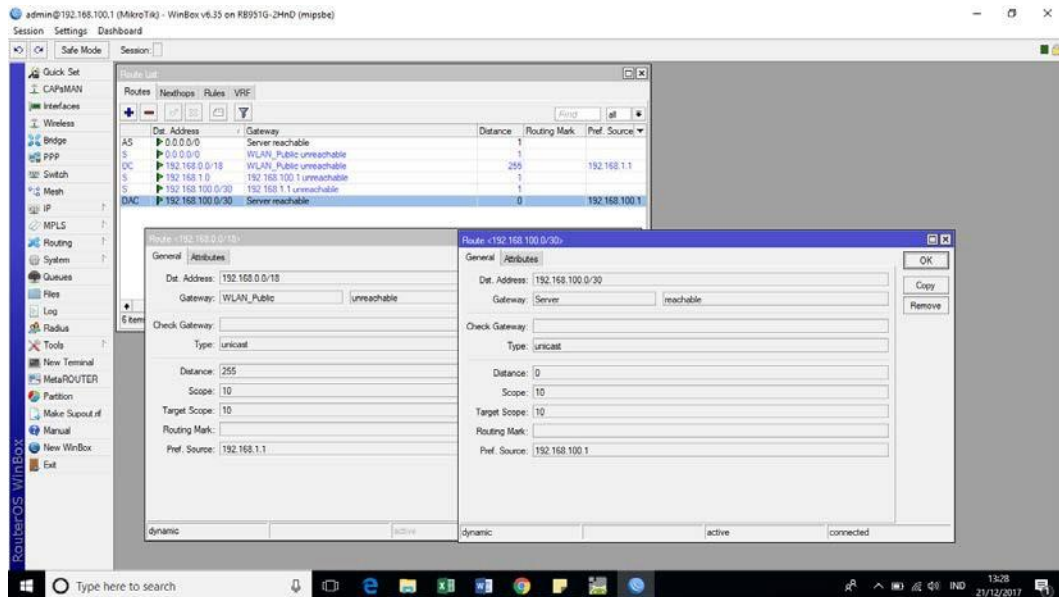 admin@192.168.100.1 (MikroTik) - WinBox v6.35 on RB951G-2HnD (mipsbe)
Session Settings Dashboard
Safe Mode Session:
Quick Set
CAPsMAN
Interfaces
Wireless
Bridge
PPP
Switch
Mesh
IP
MPLS
Routing
System
Queues
Files
Log
Radius
Tools
New Terminal
MetaROUTER
Partition
Make Supout.rif
Manual
New WinBox
Exit
RouterOS WinBox
Route List
Routes Nexthops Rules VRF
Find all
Dst. Address Gateway Distance Routing Mark Pref. Source
AS 0.0.0.0/0 Server reachable 1
S 0.0.0.0/0 WLAN_Public unreachable 1
DC 192.168.0.0/18 WLAN_Public unreachable 255 192.168.1.1
S 192.168.1.0 192.168.100.1 unreachable 1
S 192.168.100.0/30 192.168.1.1 unreachable 1
DAC 192.168.100.0/30 Server reachable 0 192.168.100.1
6 item
Route <192.168.0.0/18>
General Attributes
Dst. Address: 192.168.0.0/18
Gateway: WLAN_Public unreachable
Check Gateway:
Type: unicast
Distance: 255
Scope: 10
Target Scope: 10
Routing Mark:
Pref. Source: 192.168.1.1
dynamic active
Route <192.168.100.0/30>
General Attributes
Dst. Address: 192.168.100.0/30
Gateway: Server reachable
Check Gateway:
Type: unicast
Distance: 0
Scope: 10
Target Scope: 10
Routing Mark:
Pref. Source: 192.168.100.1
dynamic active connected
OK
Copy
Remove
Type here to search
IND
13:28
21/12/2017